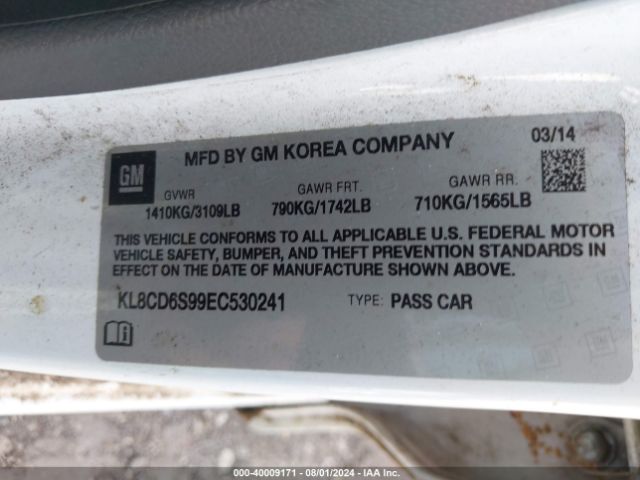 GM
MFD BY GM KOREA COMPANY
03/14
GVWR
GAWR FRT.
GAWR RR.
1410KG/3109LB
790KG/1742LB
710KG/1565LB
THIS VEHICLE CONFORMS TO ALL APPLICABLE U.S. FEDERAL MOTOR
VEHICLE SAFETY, BUMPER, AND THEFT PREVENTION STANDARDS IN
EFFECT ON THE DATE OF MANUFACTURE SHOWN ABOVE.
KL8CD6S99EC530241
TYPE: PASS CAR
000-40009171 - 08/01/2024 - IAA Inc.